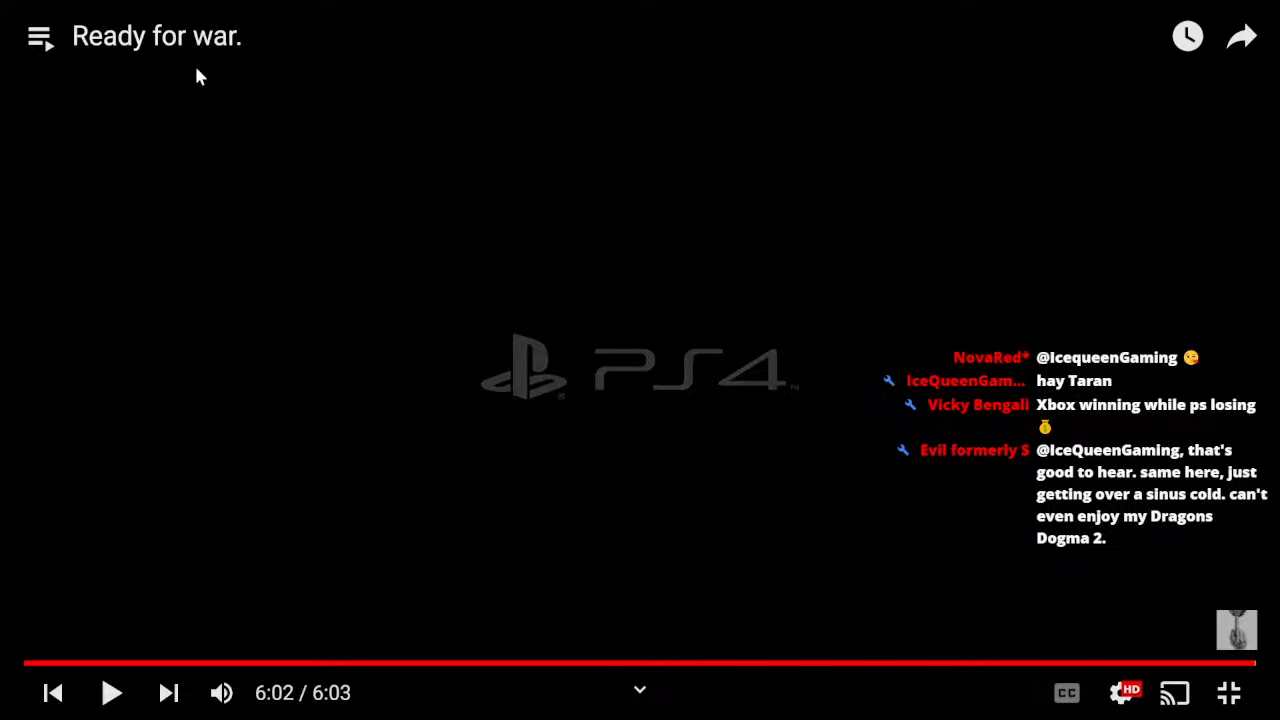 Ready for war.
PS4
NovaRed* @IcequeenGaming 😘
IceQueenGam... hay Taran
Vicky Bengali Xbox winning while ps losing
💰
Evil formerly $ @IceQueenGaming, that's
good to hear. same here, just
getting over a sinus cold. can't
even enjoy my Dragons
Dogma 2.
6:02 / 6:03
CC
HD